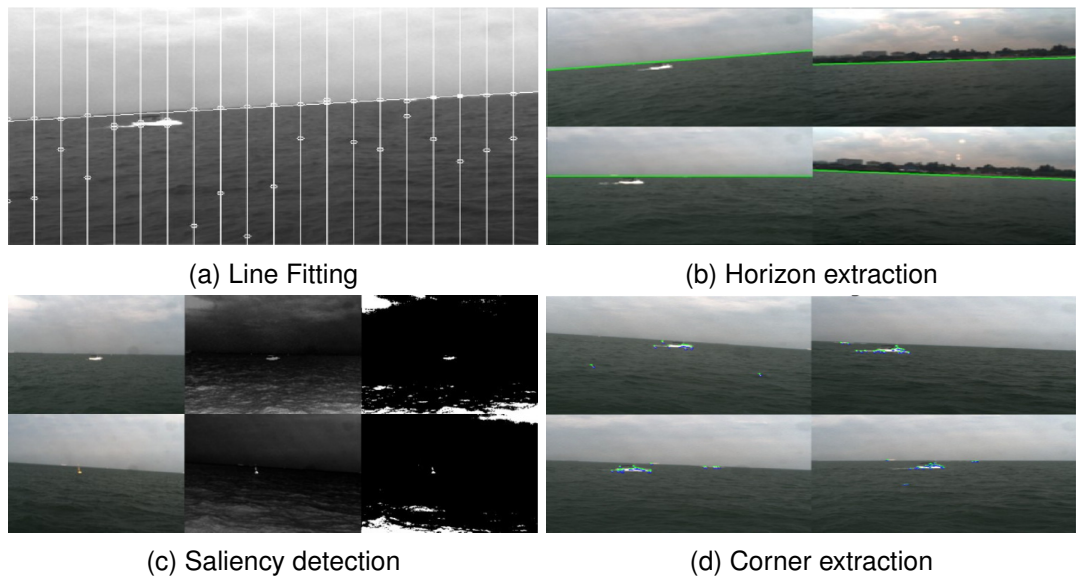 (a) Line Fitting
(b) Horizon extraction
(c) Saliency detection
(d) Corner extraction